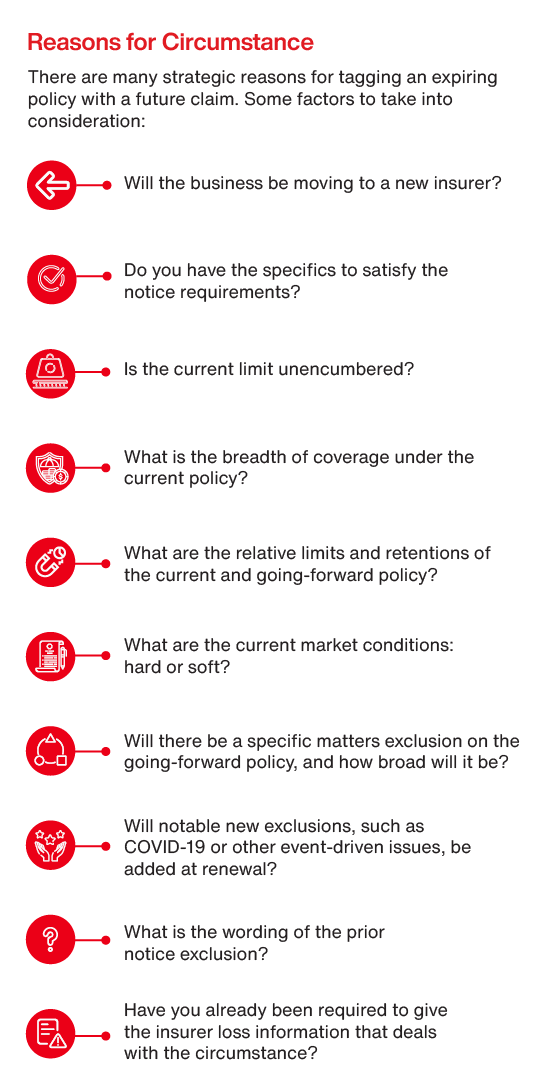 Reasons for Circumstance
There are many strategic reasons for tagging an expiring
policy with a future claim. Some factors to take into
consideration:
Will the business be moving to a new insurer?
Do you have the specifics to satisfy the
notice requirements?
Is the current limit unencumbered?
What is the breadth of coverage under the
current policy?
What are the relative limits and retentions of
the current and going-forward policy?
What are the current market conditions:
hard or soft?
Will there be a specific matters exclusion on the
going-forward policy, and how broad will it be?
Will notable new exclusions, such as
COVID-19 or other event-driven issues, be
added at renewal?
What is the wording of the prior
notice exclusion?
Have you already been required to give
the insurer loss information that deals
with the circumstance?